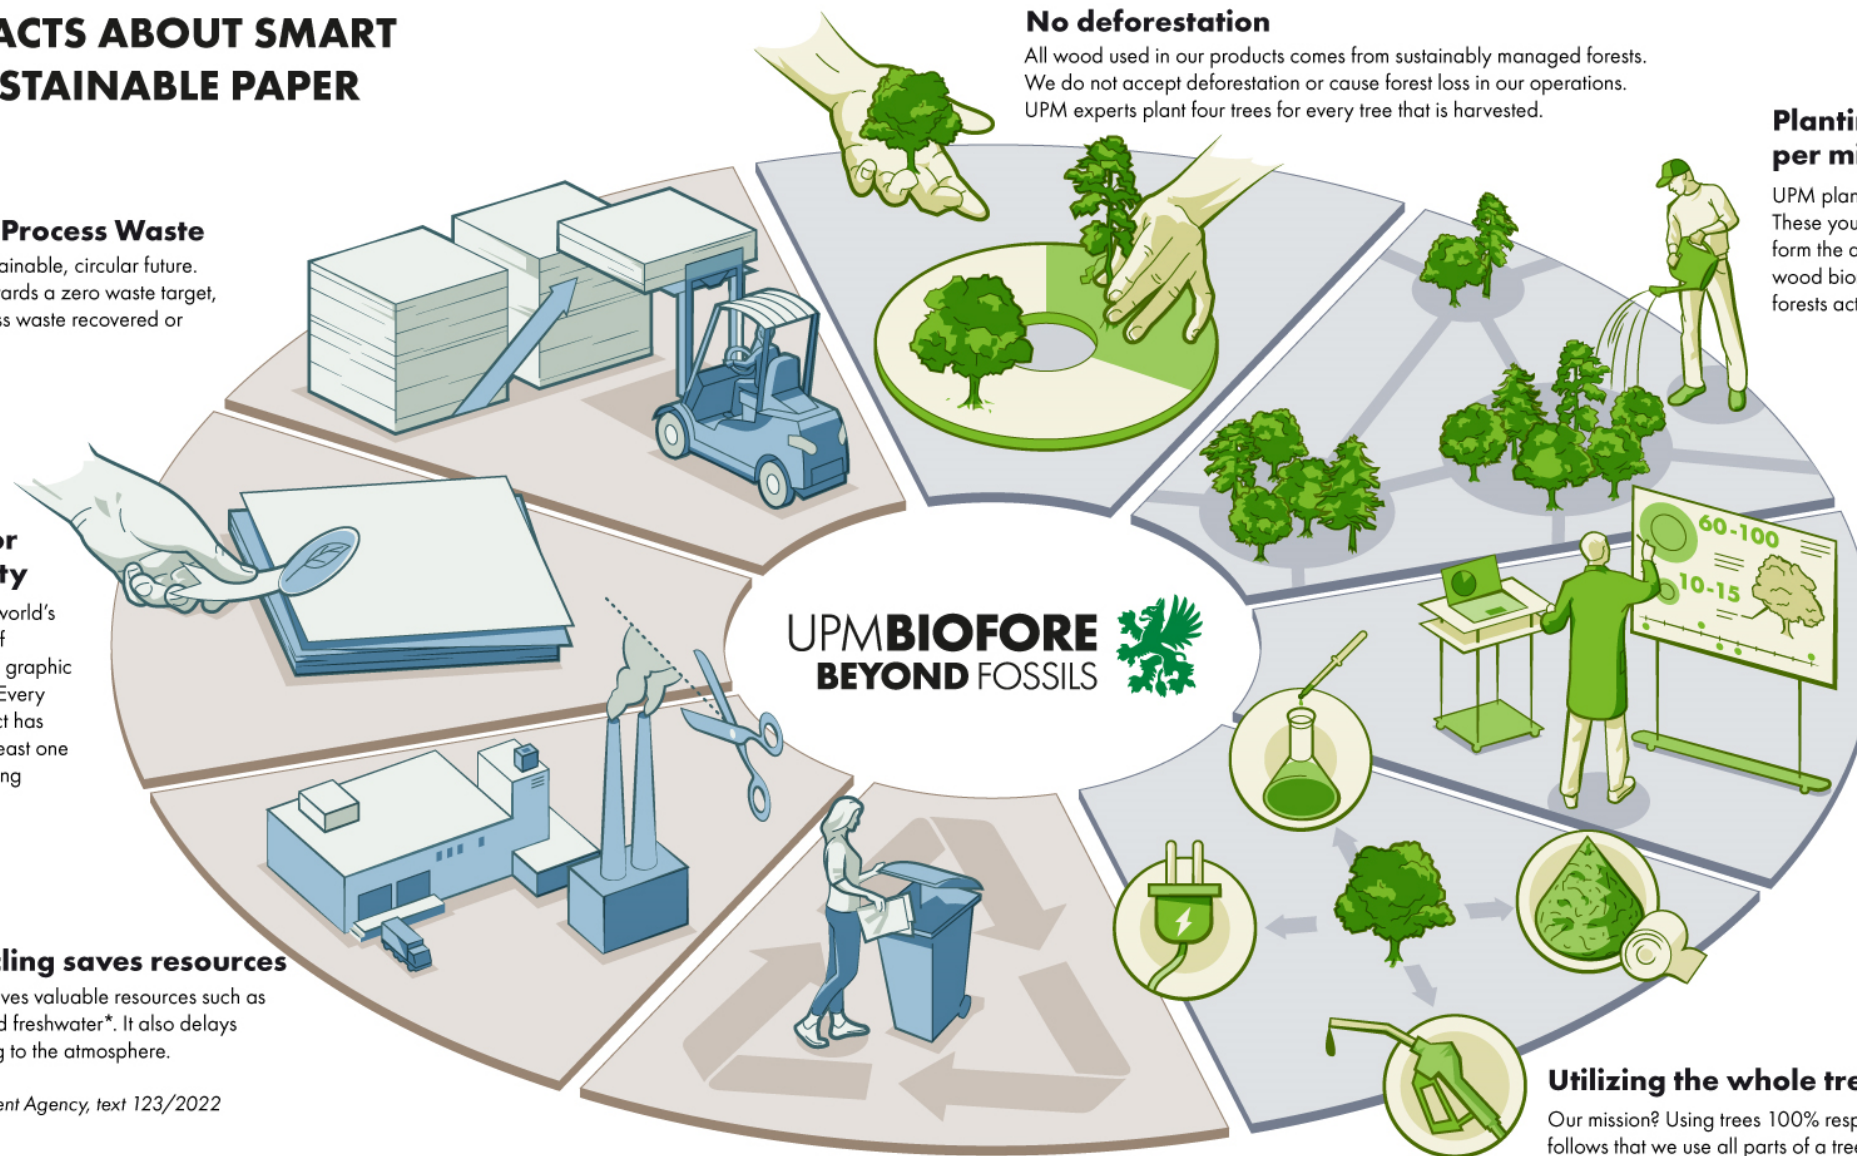 ACTS ABOUT SMART
STAINABLE PAPER
No deforestation
All wood used in our products comes from sustainably managed forests.
We do not accept deforestation or cause forest loss in our operations.
UPM experts plant four trees for every tree that is harvested.
Planti
per mi
UPM plan
These you
form the
wood bio
forests act
Process Waste
ainable, circular future.
ards a zero waste target,
ss waste recovered or
or
ty
world's
f
graphic
Every
ct has
east one
ng
60-100
10-15
UPMBIOFORE
BEYOND FOSSILS
ling saves resources
ves valuable resources such as
d freshwater*. It also delays
g to the atmosphere.
ent Agency, text 123/2022
Utilizing the whole tre
Our mission? Using trees 100% resp
follows that we use all parts of a tree